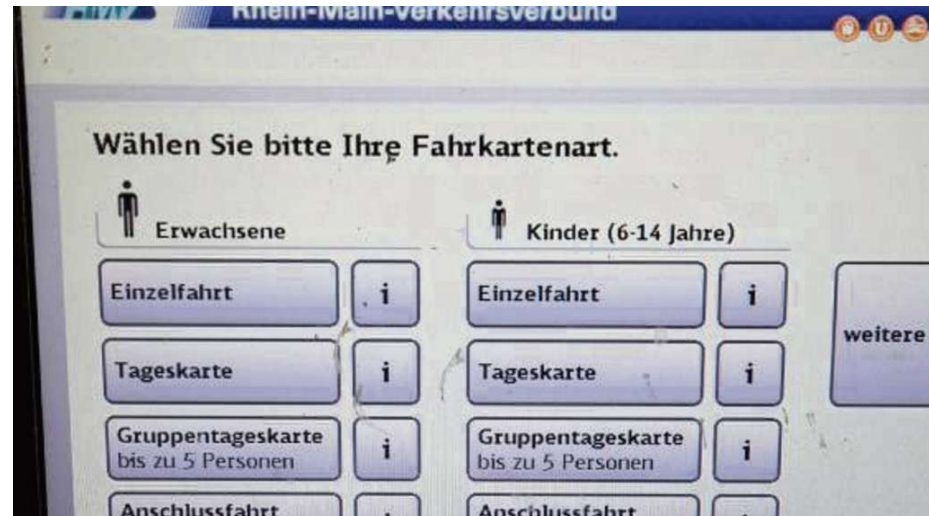 RMV Rhein-Main-Verkehrsverbund
Wählen Sie bitte Ihre Fahrkartenart.
Erwachsene
Kinder (6-14 Jahre)
Einzelfahrt i
Einzelfahrt i
weitere
Tageskarte i
Tageskarte i
Gruppentageskarte i
bis zu 5 Personen
Gruppentageskarte i
bis zu 5 Personen
Anschlussfahrt i
Anschlussfahrt i